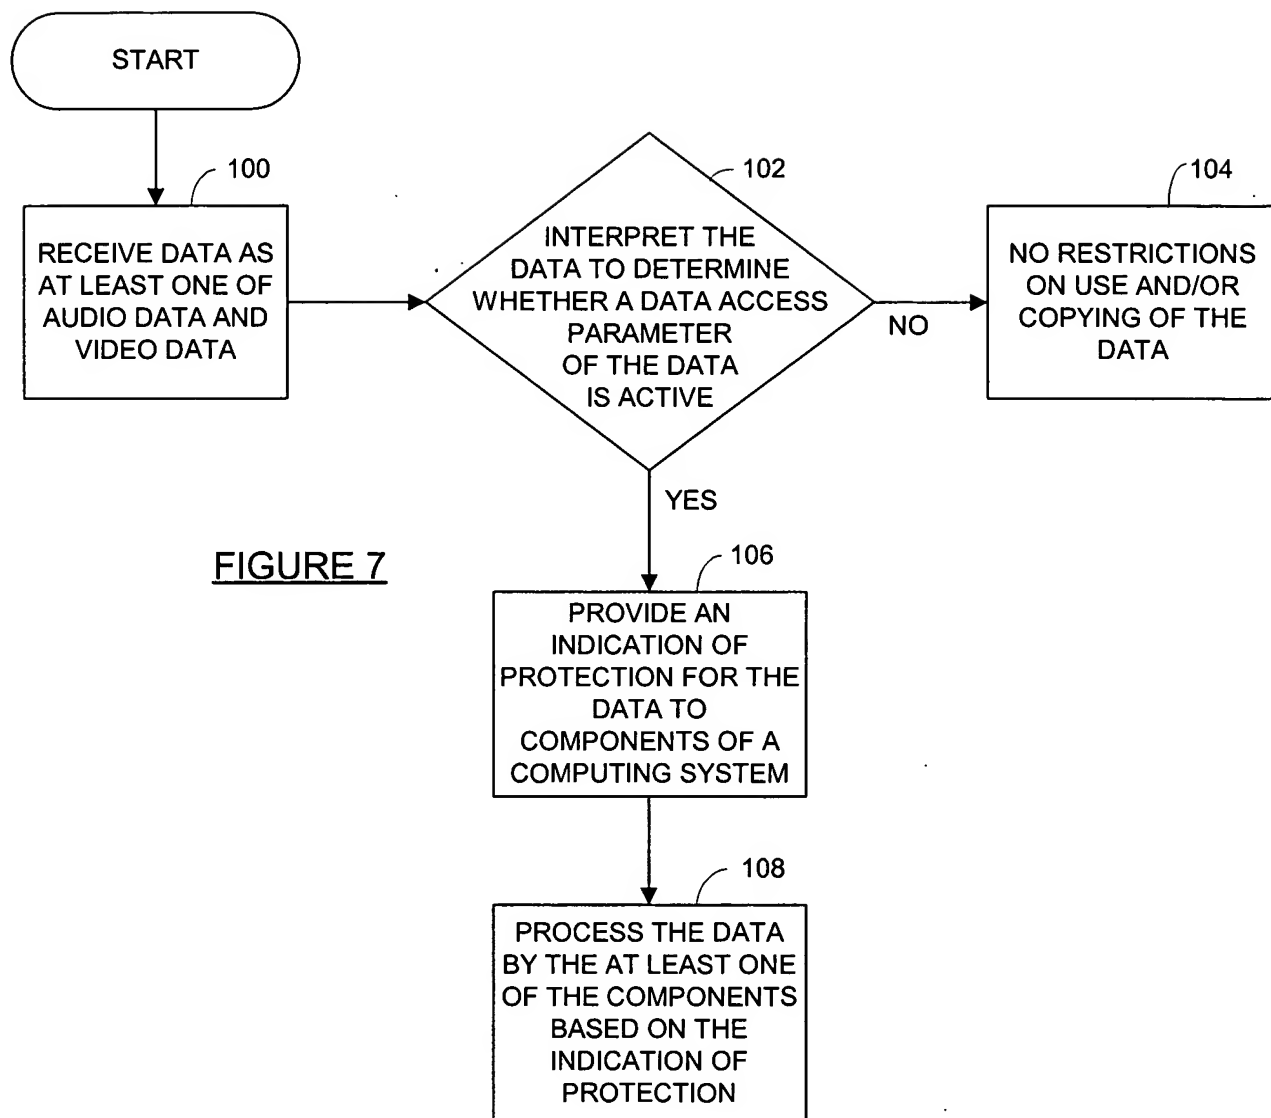 START
100
RECEIVE DATA AS
AT LEAST ONE OF
AUDIO DATA AND
VIDEO DATA
102
INTERPRET THE
DATA TO DETERMINE
WHETHER A DATA ACCESS
PARAMETER
OF THE DATA
IS ACTIVE
NO
104
NO RESTRICTIONS
ON USE AND/OR
COPYING OF THE
DATA
YES
FIGURE 7
106
PROVIDE AN
INDICATION OF
PROTECTION FOR THE
DATA TO
COMPONENTS OF A
COMPUTING SYSTEM
108
PROCESS THE DATA
BY THE AT LEAST ONE
OF THE COMPONENTS
BASED ON THE
INDICATION OF
PROTECTION